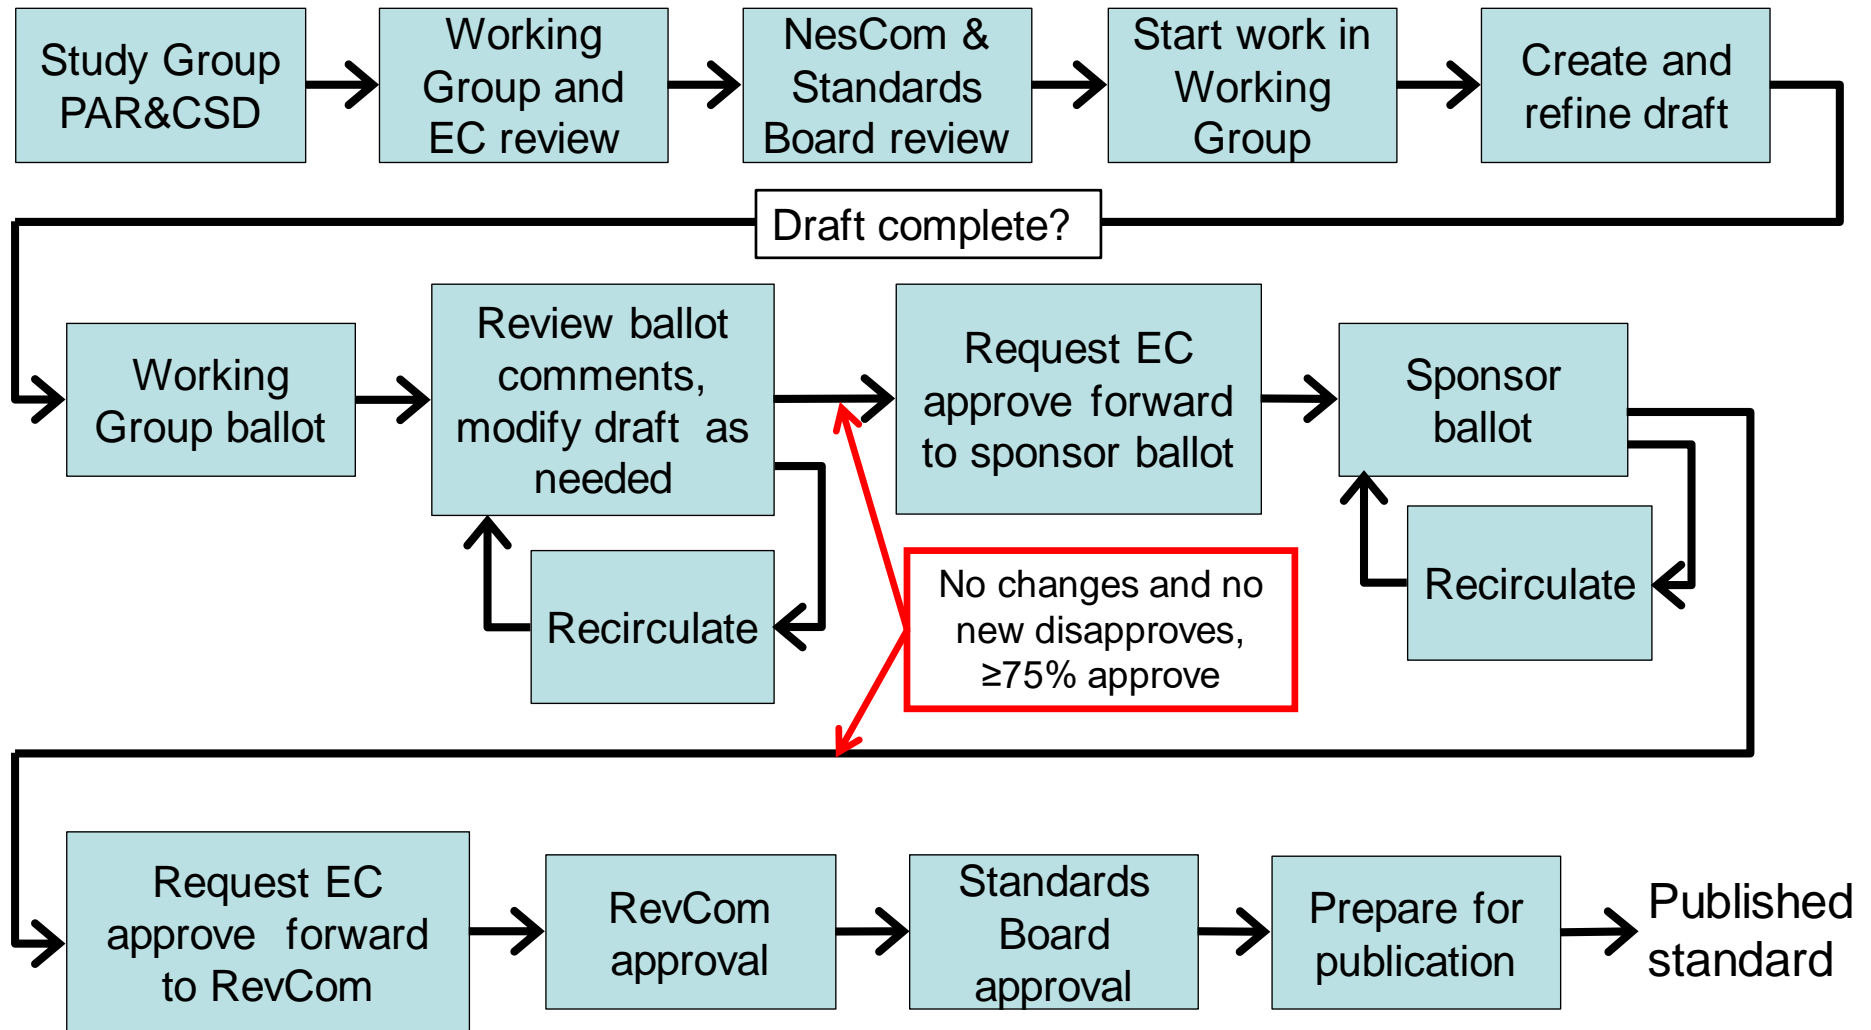 Study Group
PAR&CSD
Working
Group and
EC review
NesCom &
Standards
Board review
Start work in
Working
Group
Create and
refine draft
Draft complete?
Working
Group ballot
Review ballot
comments,
modify draft as
needed
Recirculate
Request EC
approve forward
to sponsor ballot
Sponsor
ballot
Recirculate
No changes and no
new disapproves,
≥75% approve
Request EC
approve forward
to RevCom
RevCom
approval
Standards
Board
approval
Prepare for
publication
Published
standard